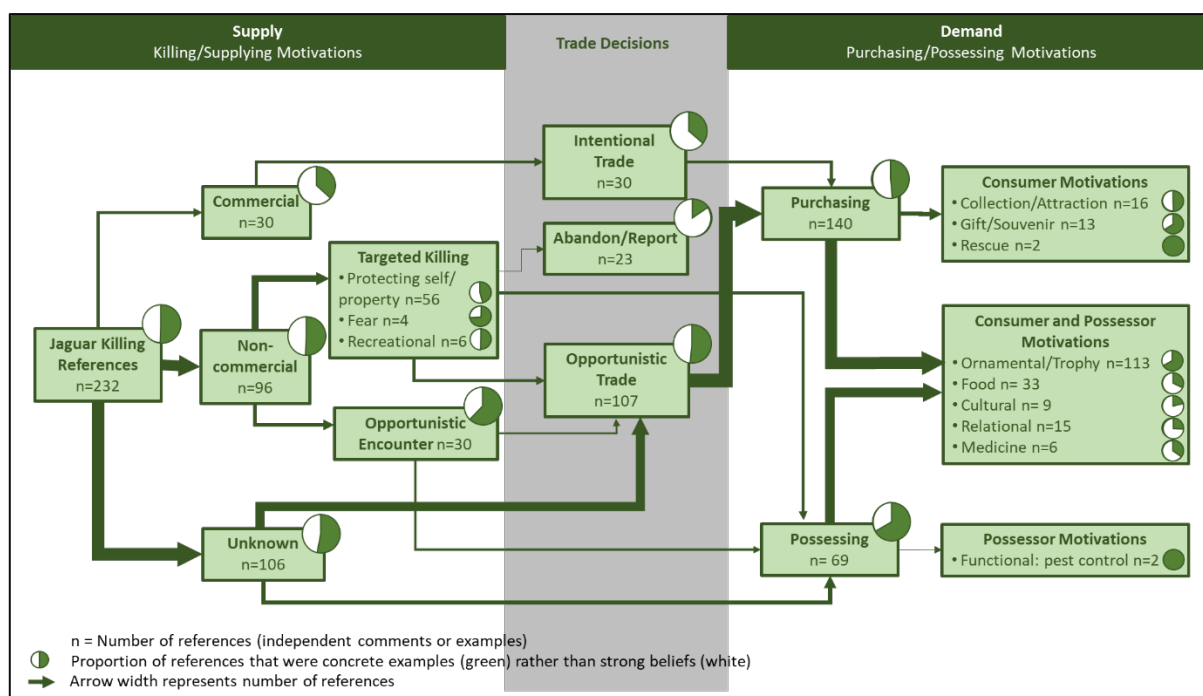 Supply
Killing/Supplying Motivations
Trade Decisions
Demand
Purchasing/Possessing Motivations
Jaguar Killing
References
n=232
Commercial
n=30
Non-
commercial
n=96
Unknown
n=106
Targeted Killing
• Protecting self/
property n=56
• Fear n=4
• Recreational n=6
Opportunistic
Encounter n=30
Intentional
Trade
n=30
Abandon/Report
n=23
Opportunistic
Trade
n=107
Purchasing
n=140
Possessing
n= 69
Consumer Motivations
• Collection/Attraction n=16
• Gift/Souvenir n=13
• Rescue n=2
Consumer and Possessor
Motivations
• Ornamental/Trophy n=113
• Food n= 33
• Cultural n= 9
• Relational n=15
• Medicine n=6
Possessor Motivations
• Functional: pest control n=2
n = Number of references (independent comments or examples)
Proportion of references that were concrete examples (green) rather than strong beliefs (white)
Arrow width represents number of references